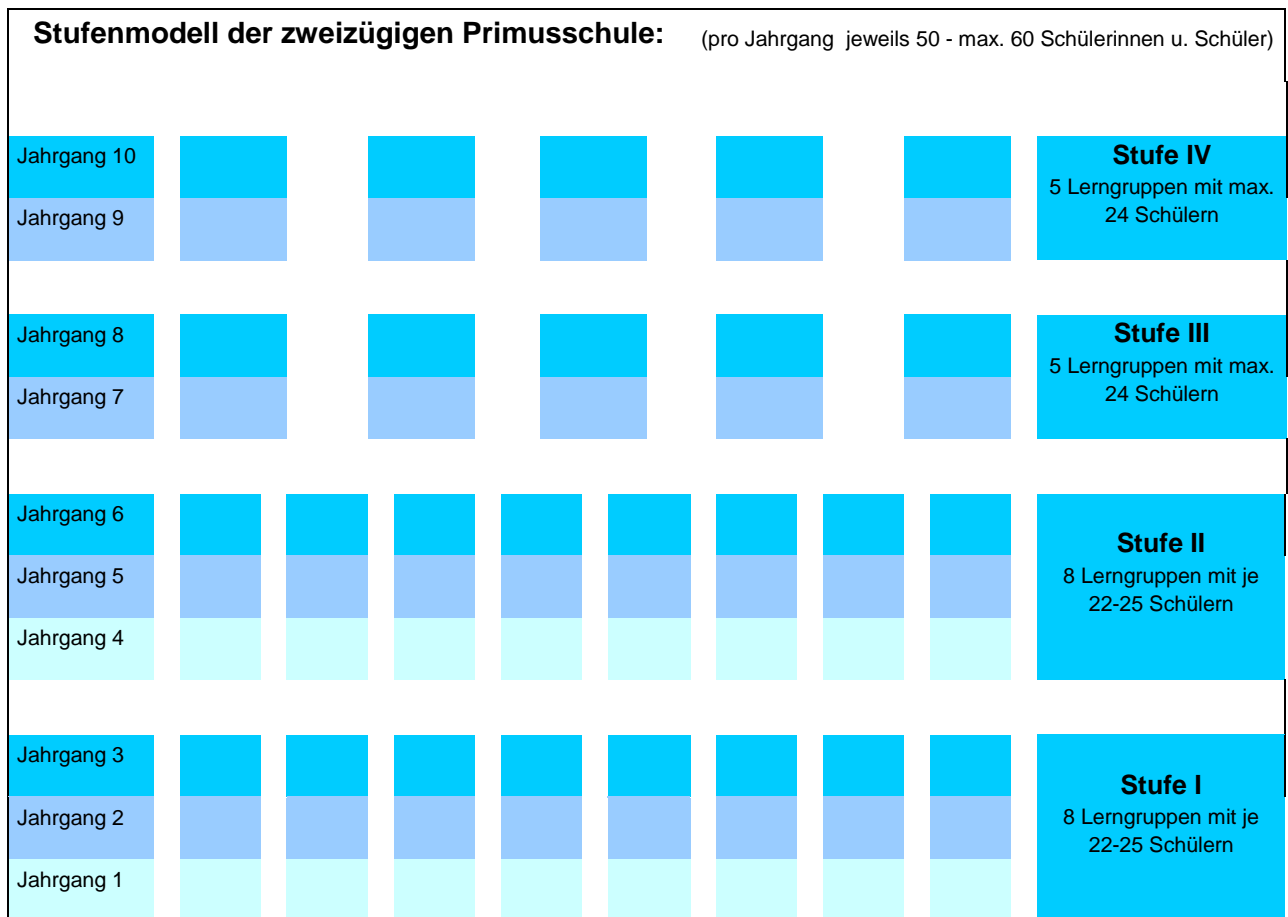 Stufenmodell der zweizügigen Primusschule: (pro Jahrgang jeweils 50 - max. 60 Schülerinnen u. Schüler)
Jahrgang 10
Jahrgang 9
Stufe IV
5 Lerngruppen mit max.
24 Schülern
Jahrgang 8
Jahrgang 7
Stufe III
5 Lerngruppen mit max.
24 Schülern
Jahrgang 6
Jahrgang 5
Jahrgang 4
Stufe II
8 Lerngruppen mit je
22-25 Schülern
Jahrgang 3
Jahrgang 2
Jahrgang 1
Stufe I
8 Lerngruppen mit je
22-25 Schülern